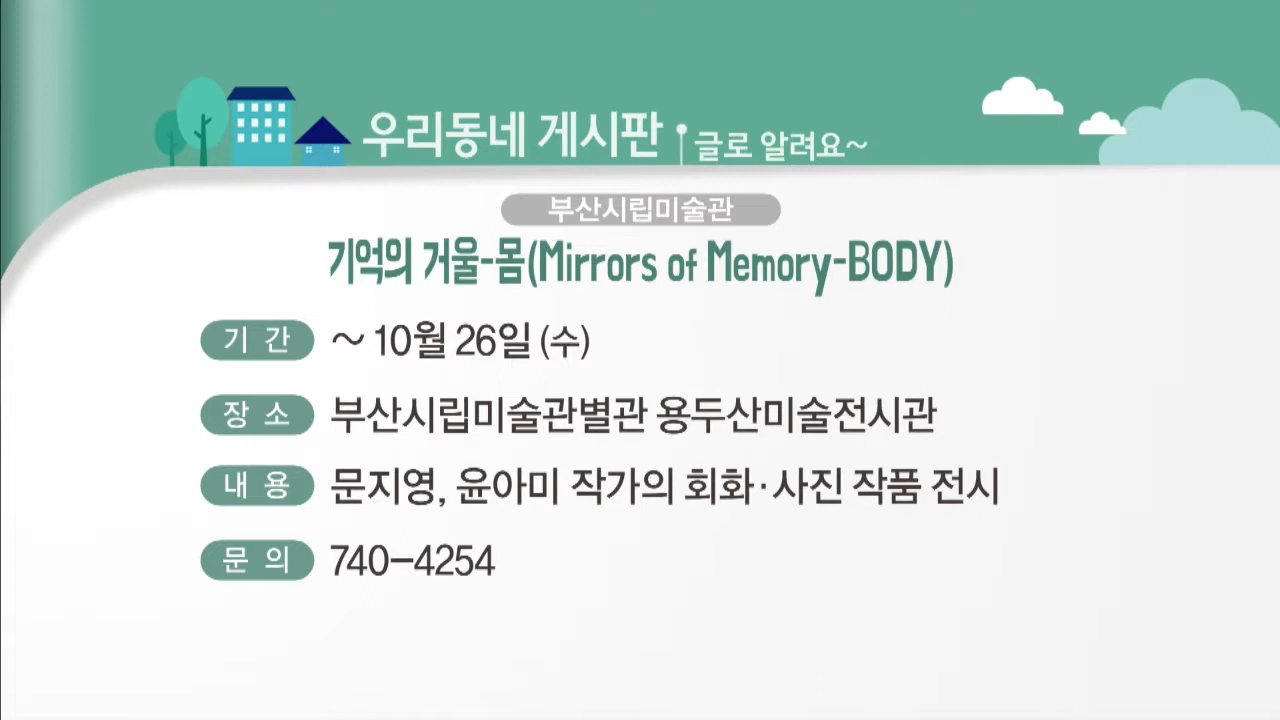 우리동네 게시판 글로 알려요~
부산시립미술관
기억의 거울-몸(Mirrors of Memory-BODY)
기 간 ~ 10월 26일 (수)
장 소 부산시립미술관별관 용두산미술전시관
내 용 문지영, 윤아미 작가의 회화·사진 작품 전시
문 의 740-4254